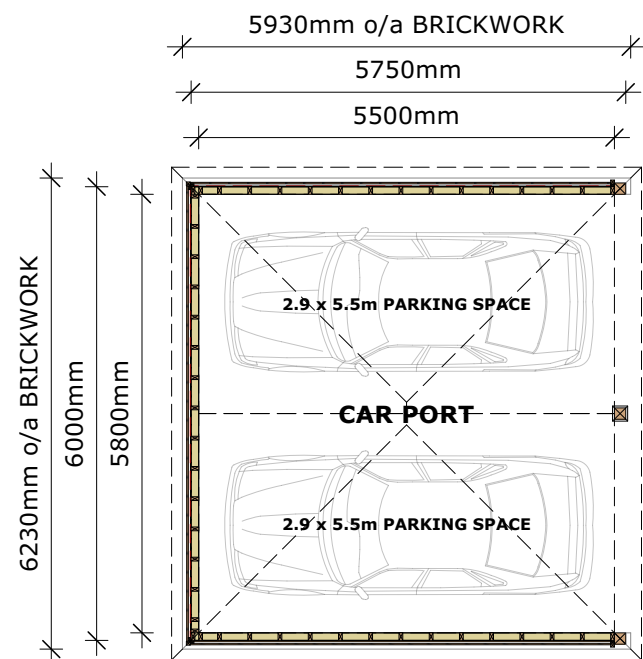 5930mm o/a BRICKWORK
5750mm
5500mm
6230mm o/a BRICKWORK
6000mm
5800mm
2.9 x 5.5m PARKING SPACE
CAR PORT
2.9 x 5.5m PARKING SPACE